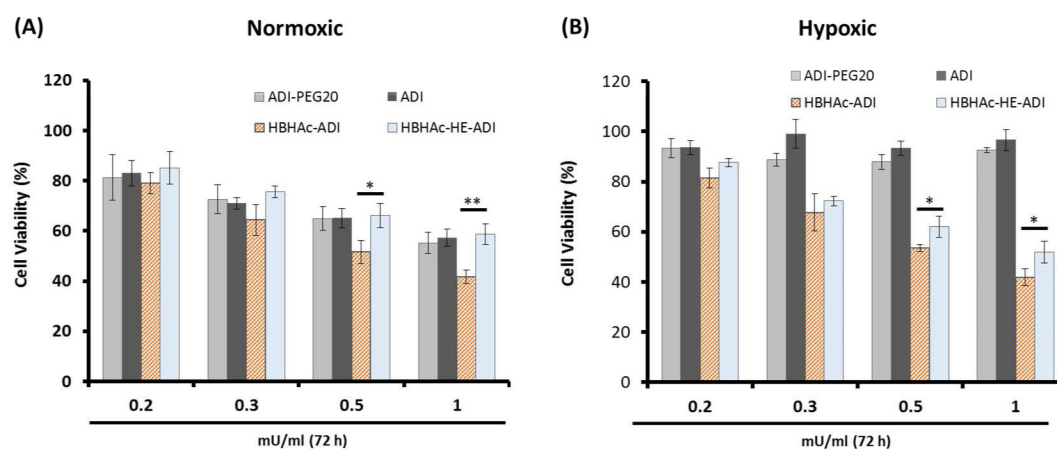 (A)
Normoxic
Cell Viability (%)
120
100
80
60
40
20
0
ADI-PEG20
ADI
HBHAc-ADI
HBHAc-HE-ADI
*
**
0.2
0.3
0.5
1
mU/ml (72 h)
(B)
Hypoxic
Cell Viability (%)
120
100
80
60
40
20
0
ADI-PEG20
ADI
HBHAc-ADI
HBHAc-HE-ADI
*
*
0.2
0.3
0.5
1
mU/ml (72 h)